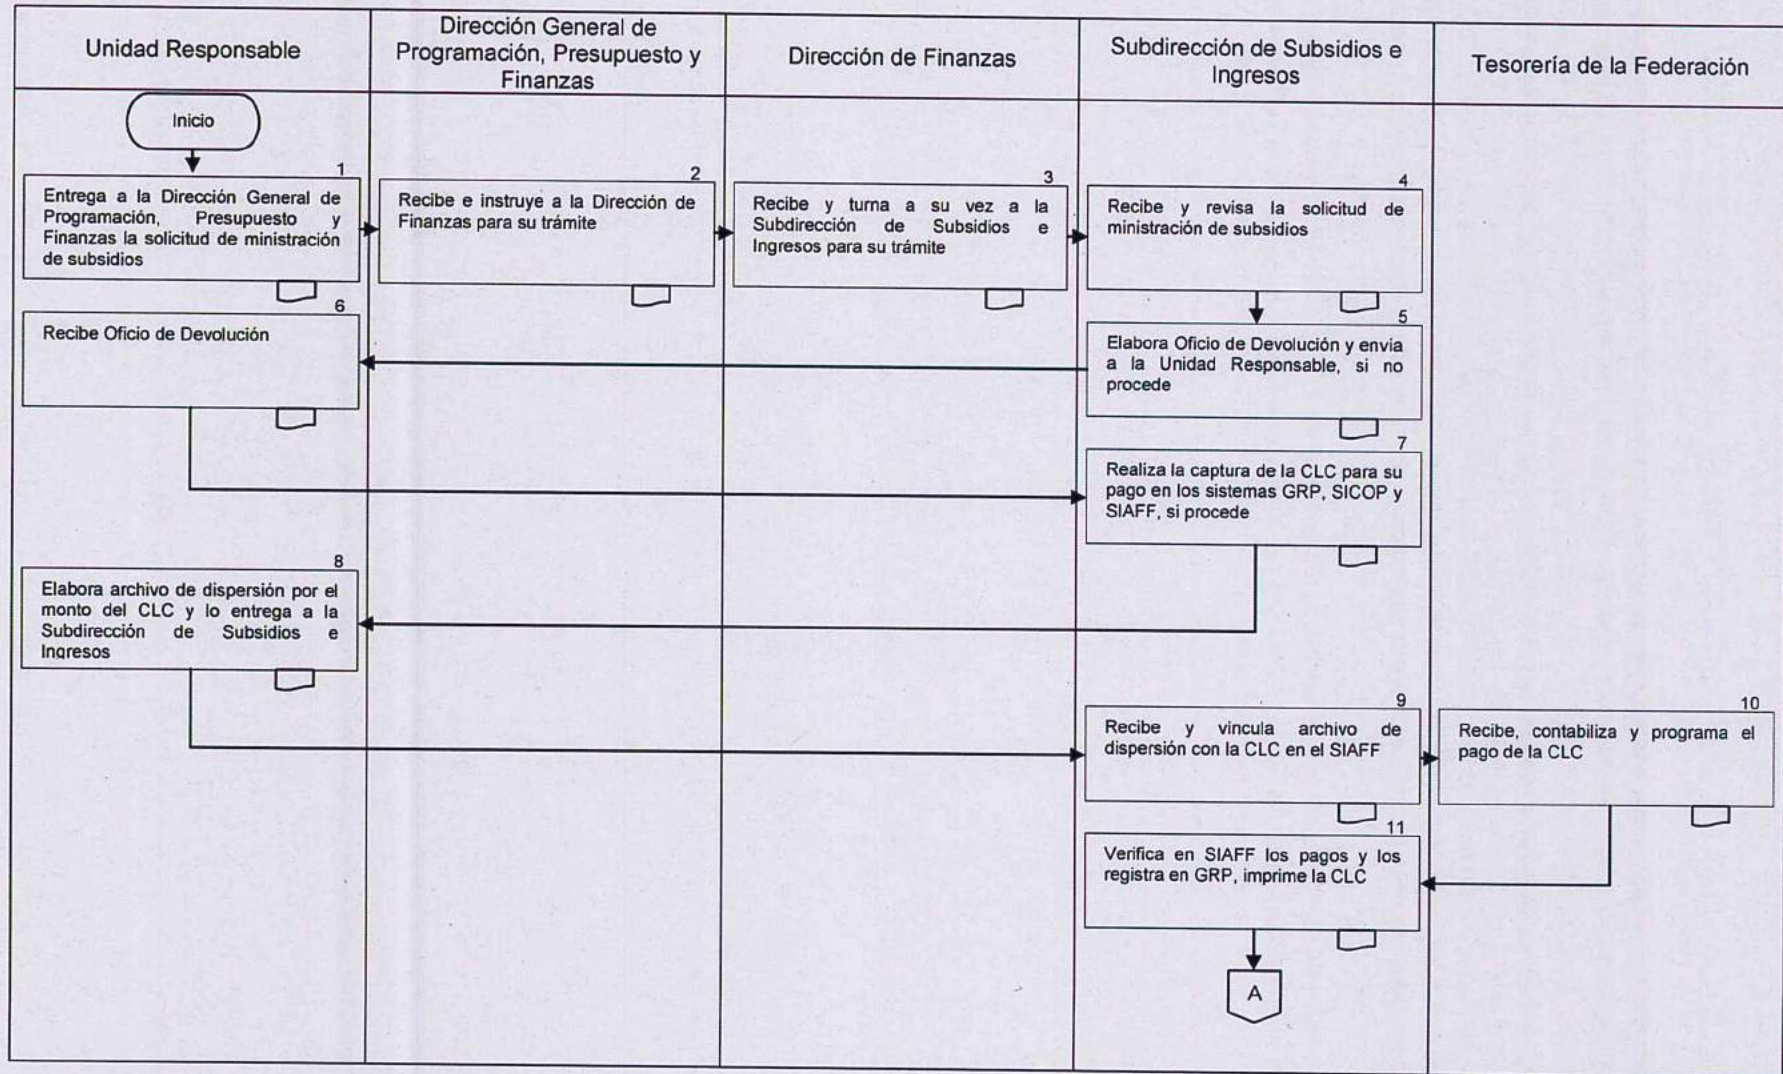 Unidad Responsable
Dirección General de
Programación, Presupuesto y
Finanzas
Dirección de Finanzas
Subdirección de Subsidios e
Ingresos
Tesorería de la Federación
Inicio
1
Entrega a la Dirección General de
Programación, Presupuesto y
Finanzas la solicitud de ministración
de subsidios
2
Recibe e instruye a la Dirección de
Finanzas para su trámite
3
Recibe y turna a su vez a la
Subdirección de Subsidios e
Ingresos para su trámite
4
Recibe y revisa la solicitud de
ministración de subsidios
5
Elabora Oficio de Devolución y envia
a la Unidad Responsable, si no
procede
6
Recibe Oficio de Devolución
7
Realiza la captura de la CLC para su
pago en los sistemas GRP, SICOP y
SIAFF, si procede
8
Elabora archivo de dispersión por el
monto del CLC y lo entrega a la
Subdirección de Subsidios e
Ingresos
9
Recibe y vincula archivo de
dispersión con la CLC en el SIAFF
10
Recibe, contabiliza y programa el
pago de la CLC
11
Verifica en SIAFF los pagos y los
registra en GRP, imprime la CLC
A